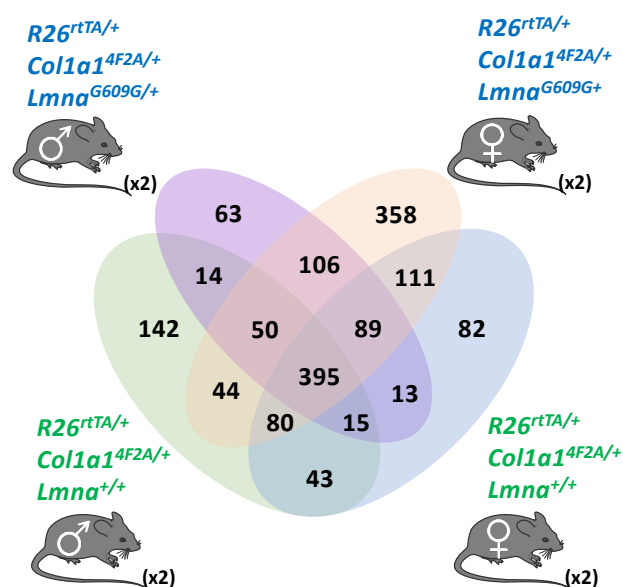 R26rtTA/+
Col1a14F2A/+
LmnaG609G/+
(x2)
R26rtTA/+
Col1a14F2A/+
LmnaG609G+
(x2)
63
358
14
106
111
142
50
89
82
44
395
13
80
15
43
R26rtTA/+
Col1a14F2A/+
Lmna+/+
(x2)
R26rtTA/+
Col1a14F2A/+
Lmna+/+
(x2)